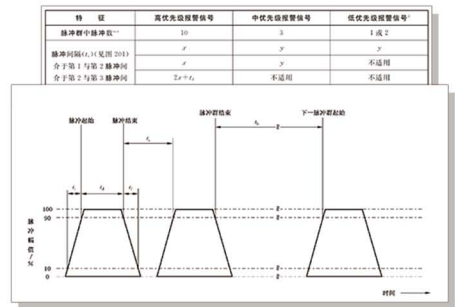 特 征 高优先级报警信号 中优先级报警信号 低优先级报警信号
脉冲群中脉冲数 10 3 1 或 2
脉冲间隔(tₛ)(见图 201) x y y
介于第 1 与第 2 脉冲间 x y 不适用
介于第 2 与第 3 脉冲间 2x+t 不适用 不适用
脉冲起始 脉冲结束 脉冲群结束 下一脉冲群起始
脉冲幅值/%
100
90
10
0
时间